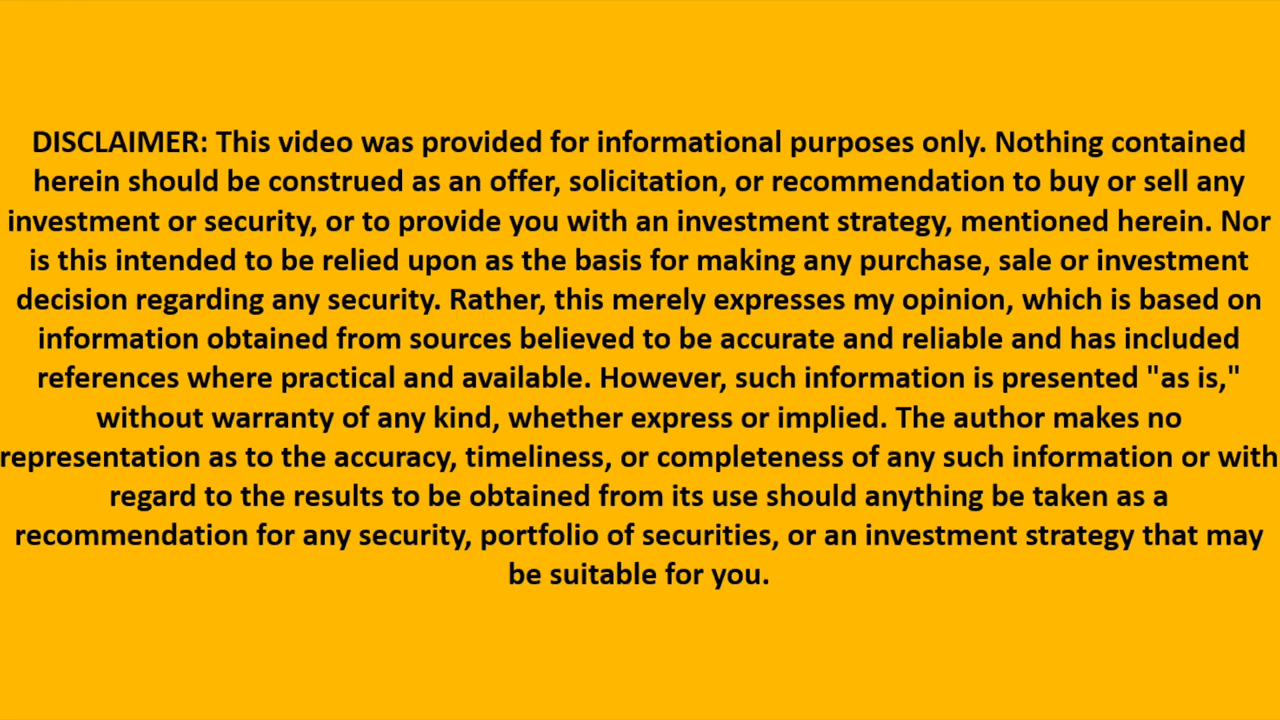 DISCLAIMER: This video was provided for informational purposes only. Nothing contained
herein should be construed as an offer, solicitation, or recommendation to buy or sell any
investment or security, or to provide you with an investment strategy, mentioned herein. Nor
is this intended to be relied upon as the basis for making any purchase, sale or investment
decision regarding any security. Rather, this merely expresses my opinion, which is based on
information obtained from sources believed to be accurate and reliable and has included
references where practical and available. However, such information is presented "as is,"
without warranty of any kind, whether express or implied. The author makes no
representation as to the accuracy, timeliness, or completeness of any such information or with
regard to the results to be obtained from its use should anything be taken as a
recommendation for any security, portfolio of securities, or an investment strategy that may
be suitable for you.